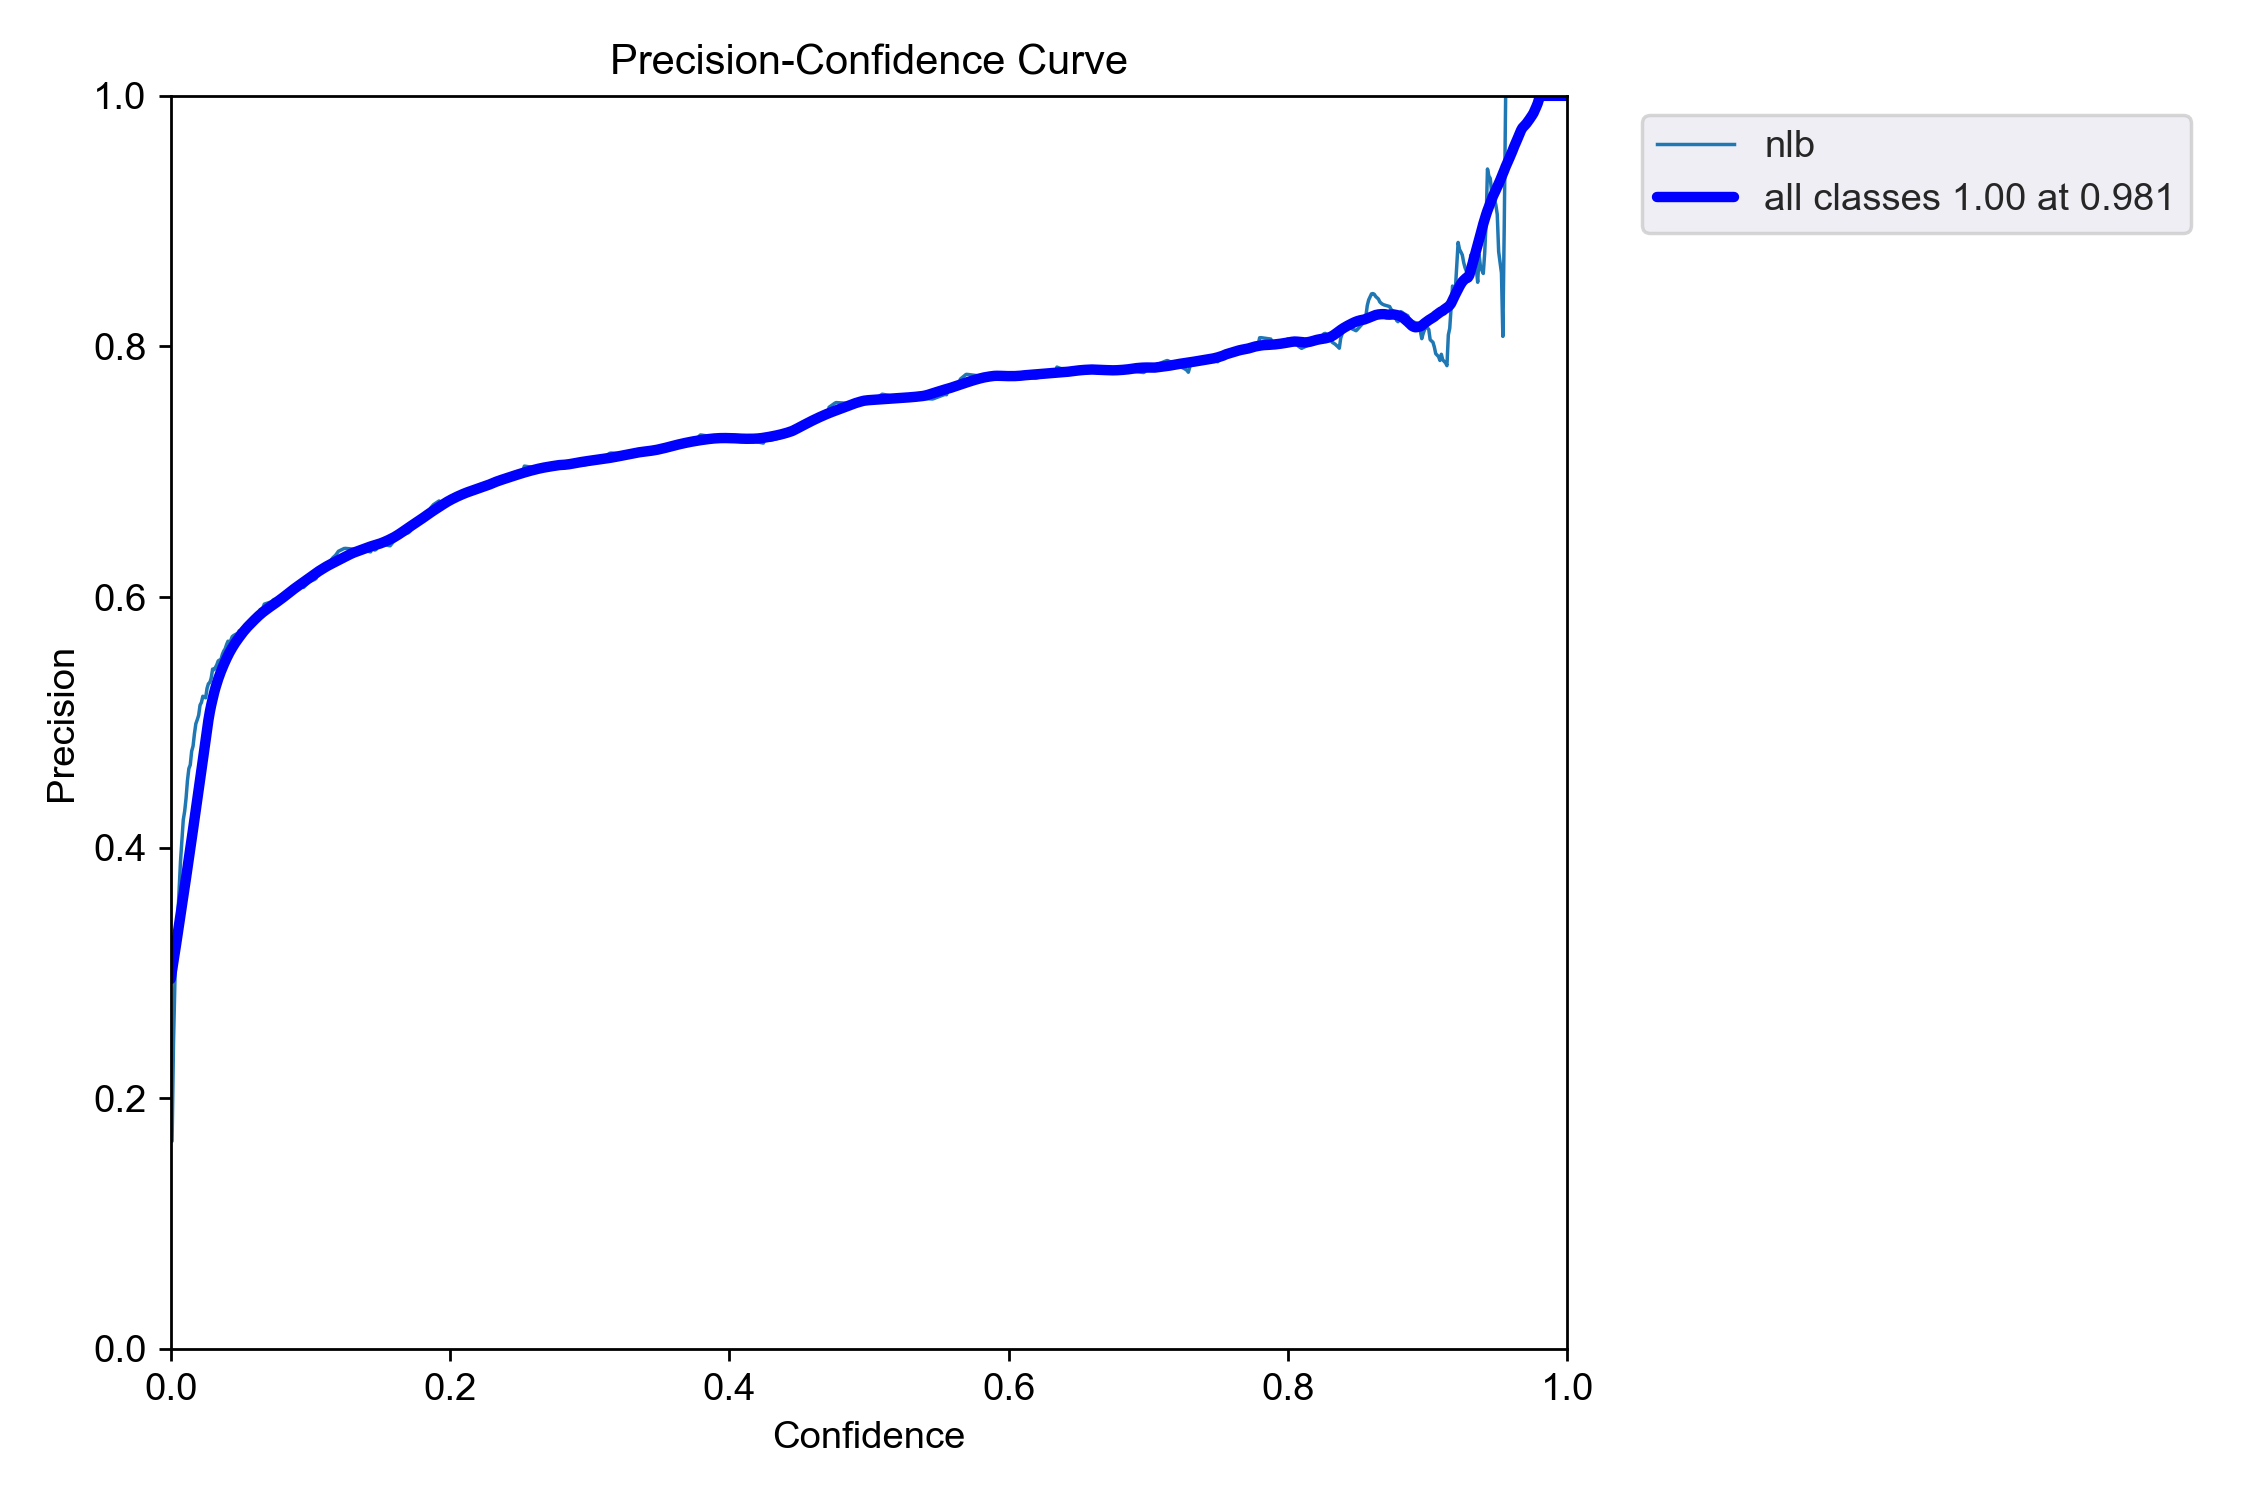 Precision-Confidence Curve
1.0
0.8
0.6
0.4
0.2
0.0
Precision
0.0 0.2 0.4 0.6 0.8 1.0
Confidence
nlb
all classes 1.00 at 0.981